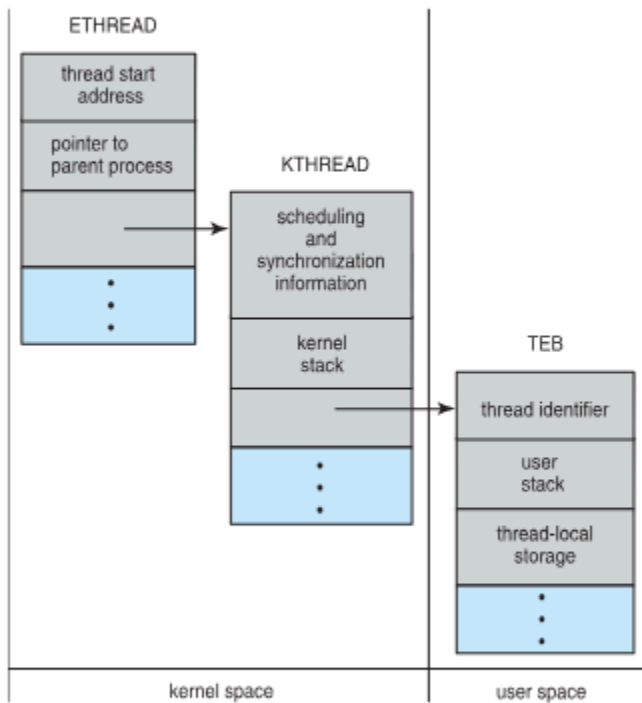 ETHREAD
thread start
address
pointer to
parent process
KTHREAD
scheduling
and
synchronization
information
kernel
stack
TEB
thread identifier
user
stack
thread-local
storage
kernel space
user space